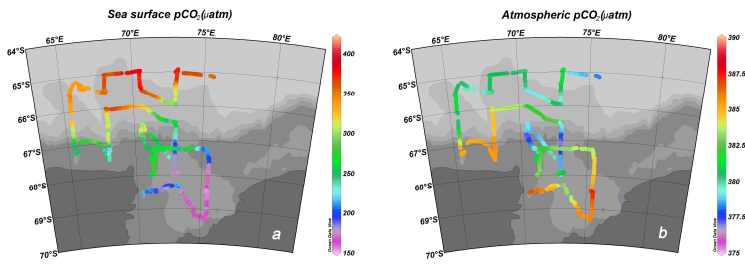 Sea surface pCO₂(µatm)
65°E 70°E 75°E 80°E
64°S
65°S
66°S
67°S
60°S
69°S
70°S
400
350
300
250
200
150
Ocean Data View
a
Atmospheric pCO₂(µatm)
65°E 70°E 75°E 80°E
64°S
65°S
66°S
67°S
60°S
69°S
70°S
390
387.5
385
382.5
380
377.5
375
Ocean Data View
b